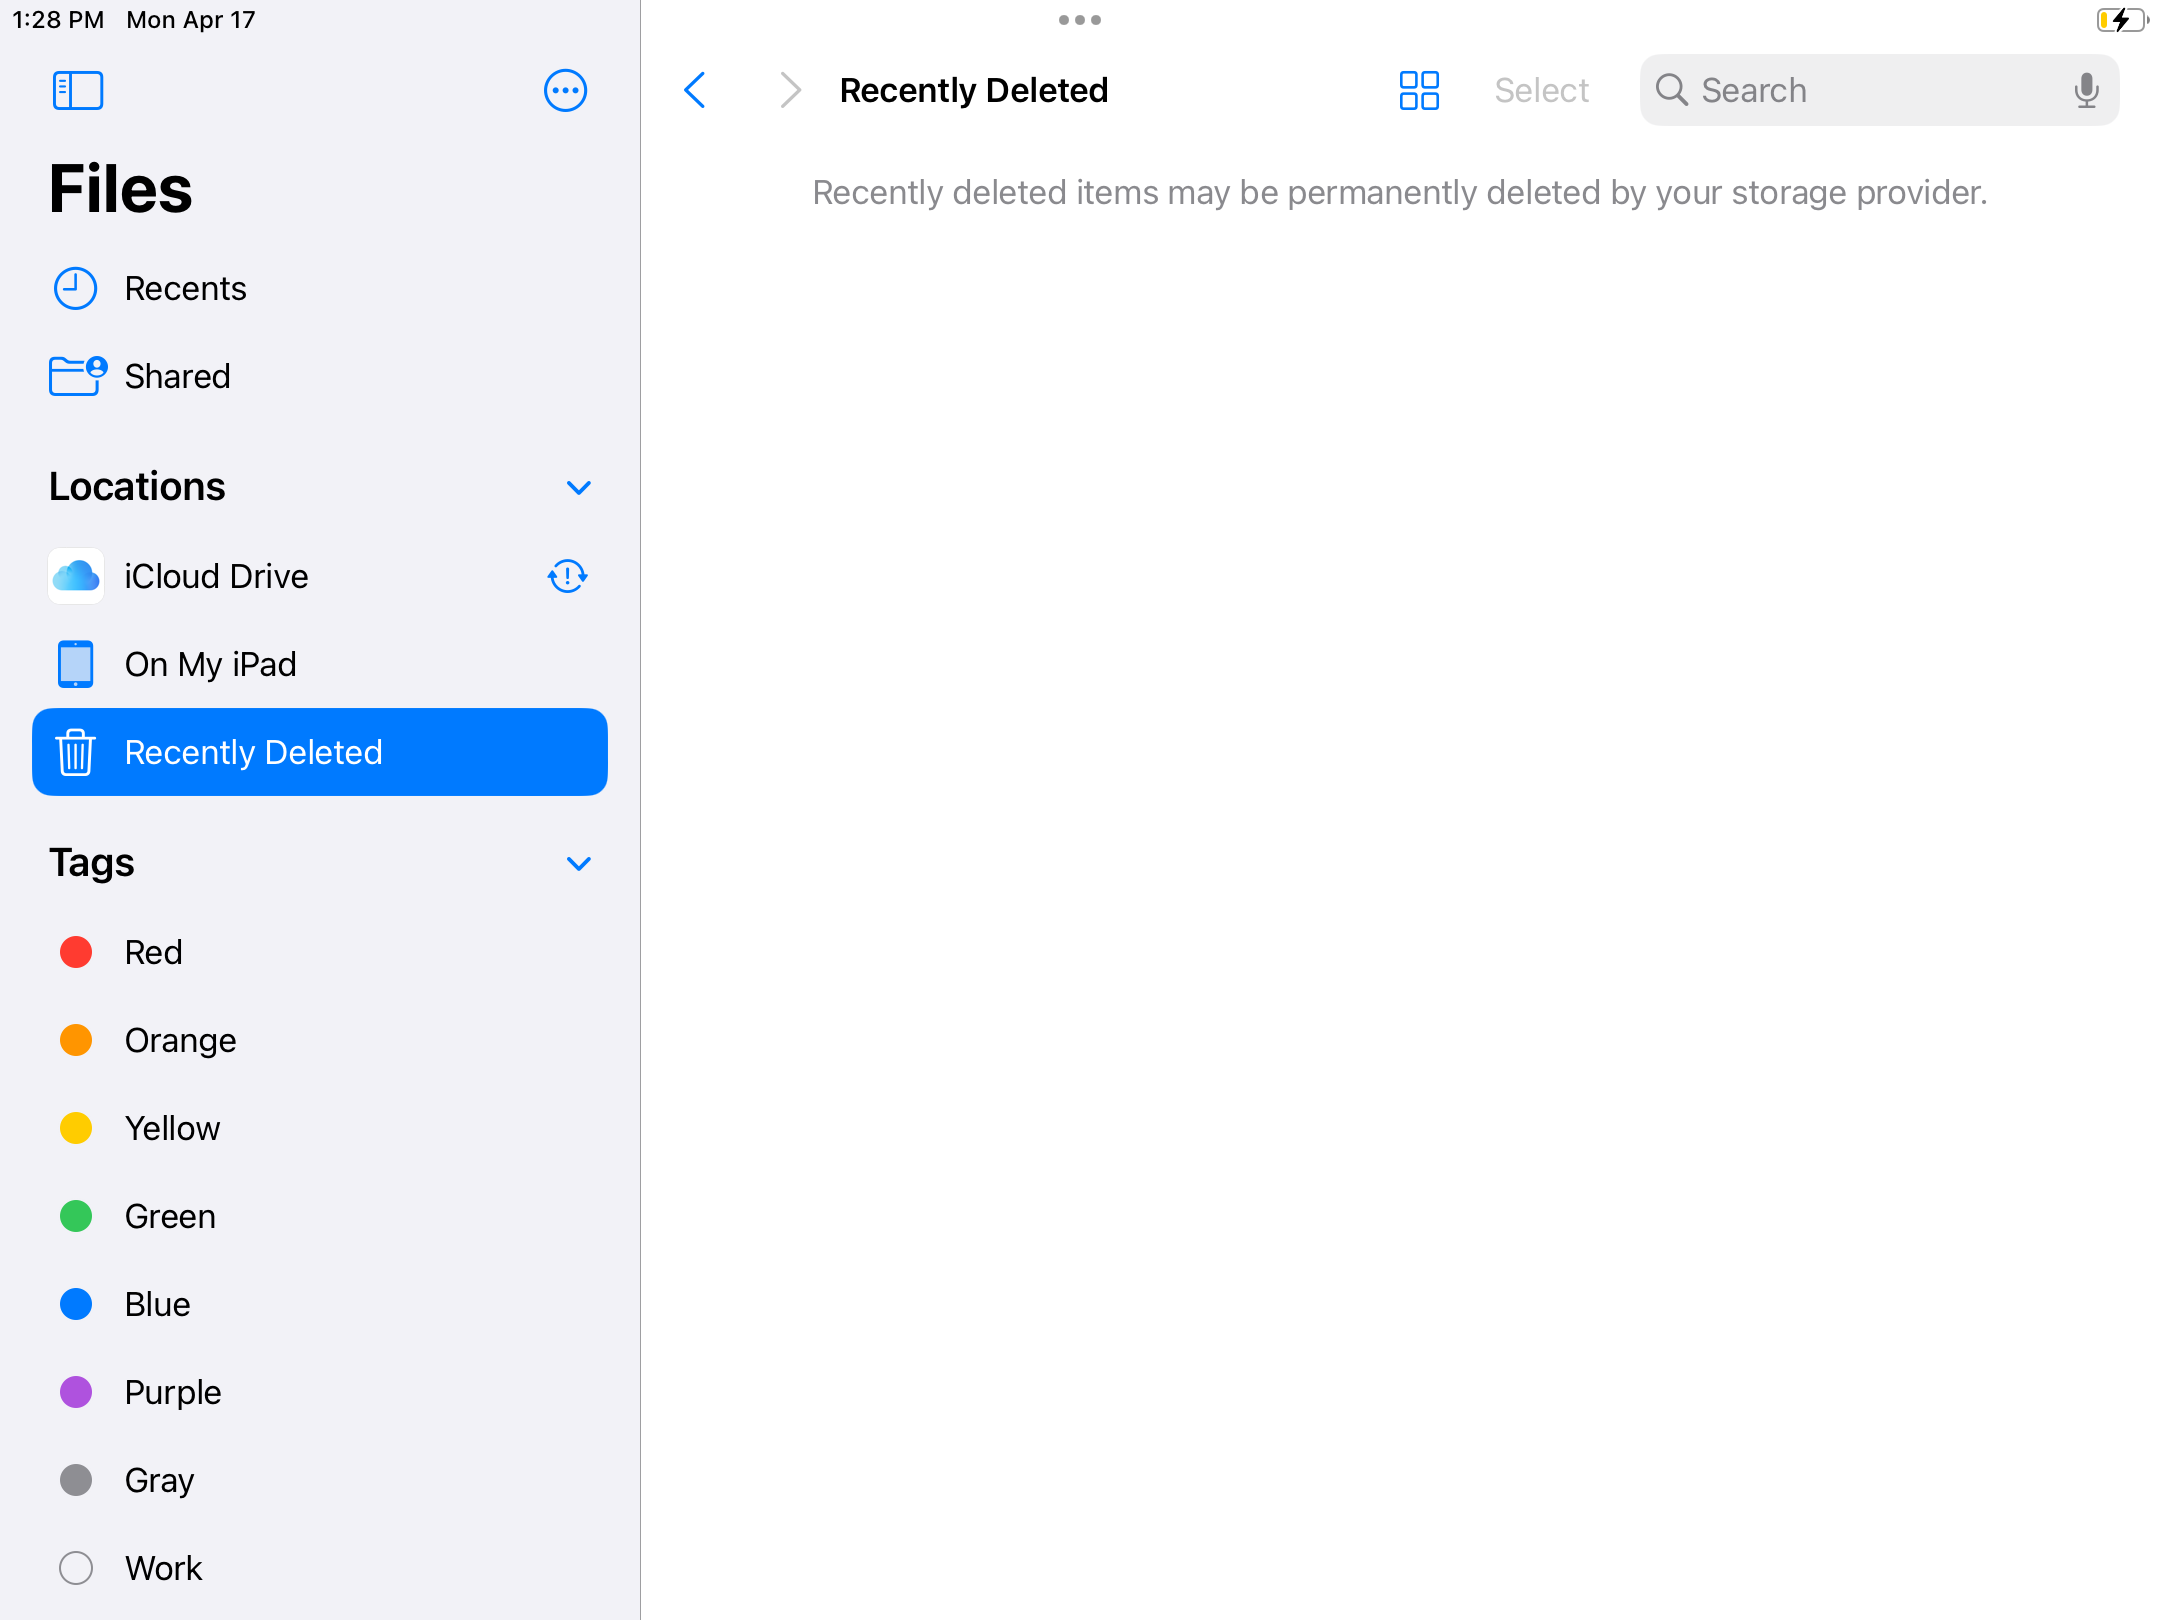 1:28 PM Mon Apr 17
Files
Recents
Shared
Locations
iCloud Drive
On My iPad
Recently Deleted
Tags
Red
Orange
Yellow
Green
Blue
Purple
Gray
Work
Recently Deleted
Select
Search
Recently deleted items may be permanently deleted by your storage provider.